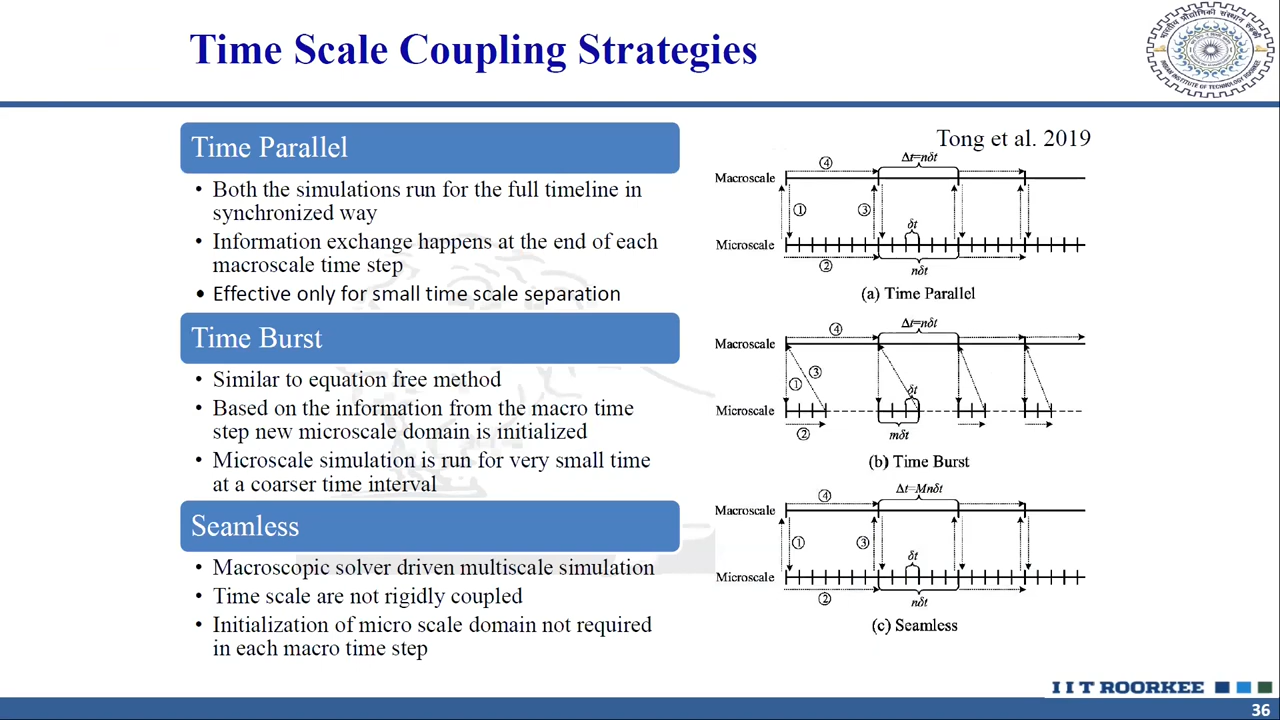 Time Scale Coupling Strategies
Time Parallel
• Both the simulations run for the full timeline in
synchronized way
• Information exchange happens at the end of each
macroscale time step
• Effective only for small time scale separation
Time Burst
• Similar to equation free method
• Based on the information from the macro time
step new microscale domain is initialized
• Microscale simulation is run for very small time
at a coarser time interval
Seamless
• Macroscopic solver driven multiscale simulation
• Time scale are not rigidly coupled
• Initialization of micro scale domain not required
in each macro time step
Tong et al. 2019
④ Δt=nδt
Macroscale
① ③ δt
Microscale
② nδt
(a) Time Parallel
④ Δt=nδt
Macroscale
① ③ δt
Microscale
② mδt
(b) Time Burst
④ Δt=Mnδt
Macroscale
① ③ δt
Microscale
② nδt
(c) Seamless
I I T ROORKEE
36